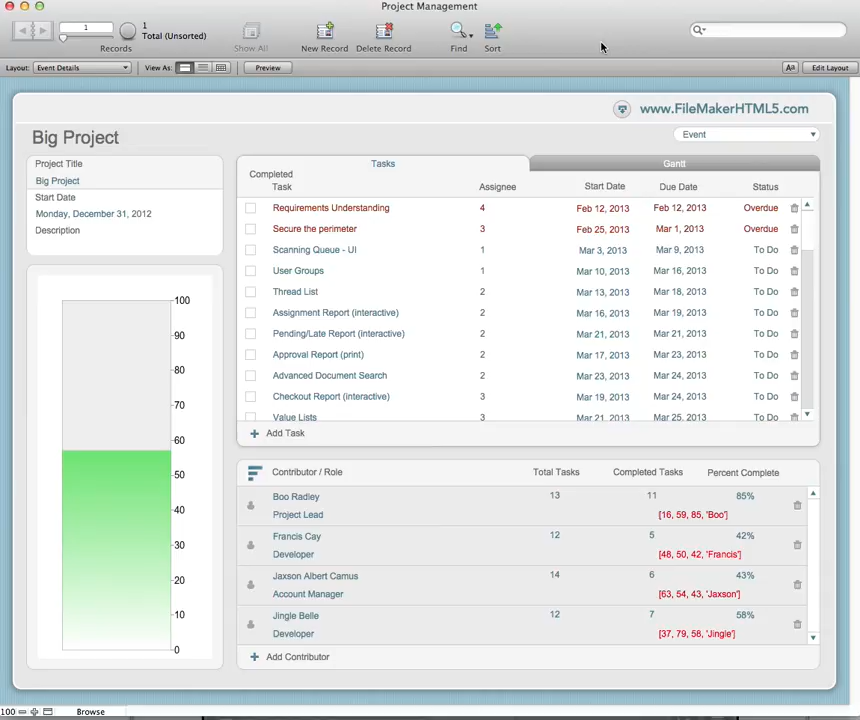 Project Management
1
1
Total (Unsorted)
Records
Show All
New Record
Delete Record
Find
Sort
Layout: Event Details
View As:
Preview
Aa
Edit Layout
www.FileMakerHTML5.com
Big Project
Event
Project Title
Big Project
Start Date
Monday, December 31, 2012
Description
Tasks
Gantt
Completed
Task Assignee Start Date Due Date Status
Requirements Understanding 4 Feb 12, 2013 Feb 12, 2013 Overdue
Secure the perimeter 3 Feb 25, 2013 Mar 1, 2013 Overdue
Scanning Queue - UI 1 Mar 3, 2013 Mar 9, 2013 To Do
User Groups 1 Mar 10, 2013 Mar 16, 2013 To Do
Thread List 2 Mar 13, 2013 Mar 18, 2013 To Do
Assignment Report (interactive) 2 Mar 16, 2013 Mar 19, 2013 To Do
Pending/Late Report (interactive) 2 Mar 21, 2013 Mar 21, 2013 To Do
Approval Report (print) 2 Mar 17, 2013 Mar 23, 2013 To Do
Advanced Document Search 2 Mar 23, 2013 Mar 24, 2013 To Do
Checkout Report (interactive) 3 Mar 19, 2013 Mar 24, 2013 To Do
Value Lists 3 Mar 21, 2013 Mar 25, 2013 To Do
Add Task
100
90
80
70
60
50
40
30
20
10
0
Contributor / Role Total Tasks Completed Tasks Percent Complete
Boo Radley 13 11 85%
Project Lead [16, 59, 85, 'Boo']
Francis Cay 12 5 42%
Developer [48, 50, 42, 'Francis']
Jaxson Albert Camus 14 6 43%
Account Manager [63, 54, 43, 'Jaxson']
Jingle Belle 12 7 58%
Developer [37, 79, 58, 'Jingle']
Add Contributor
100
Browse